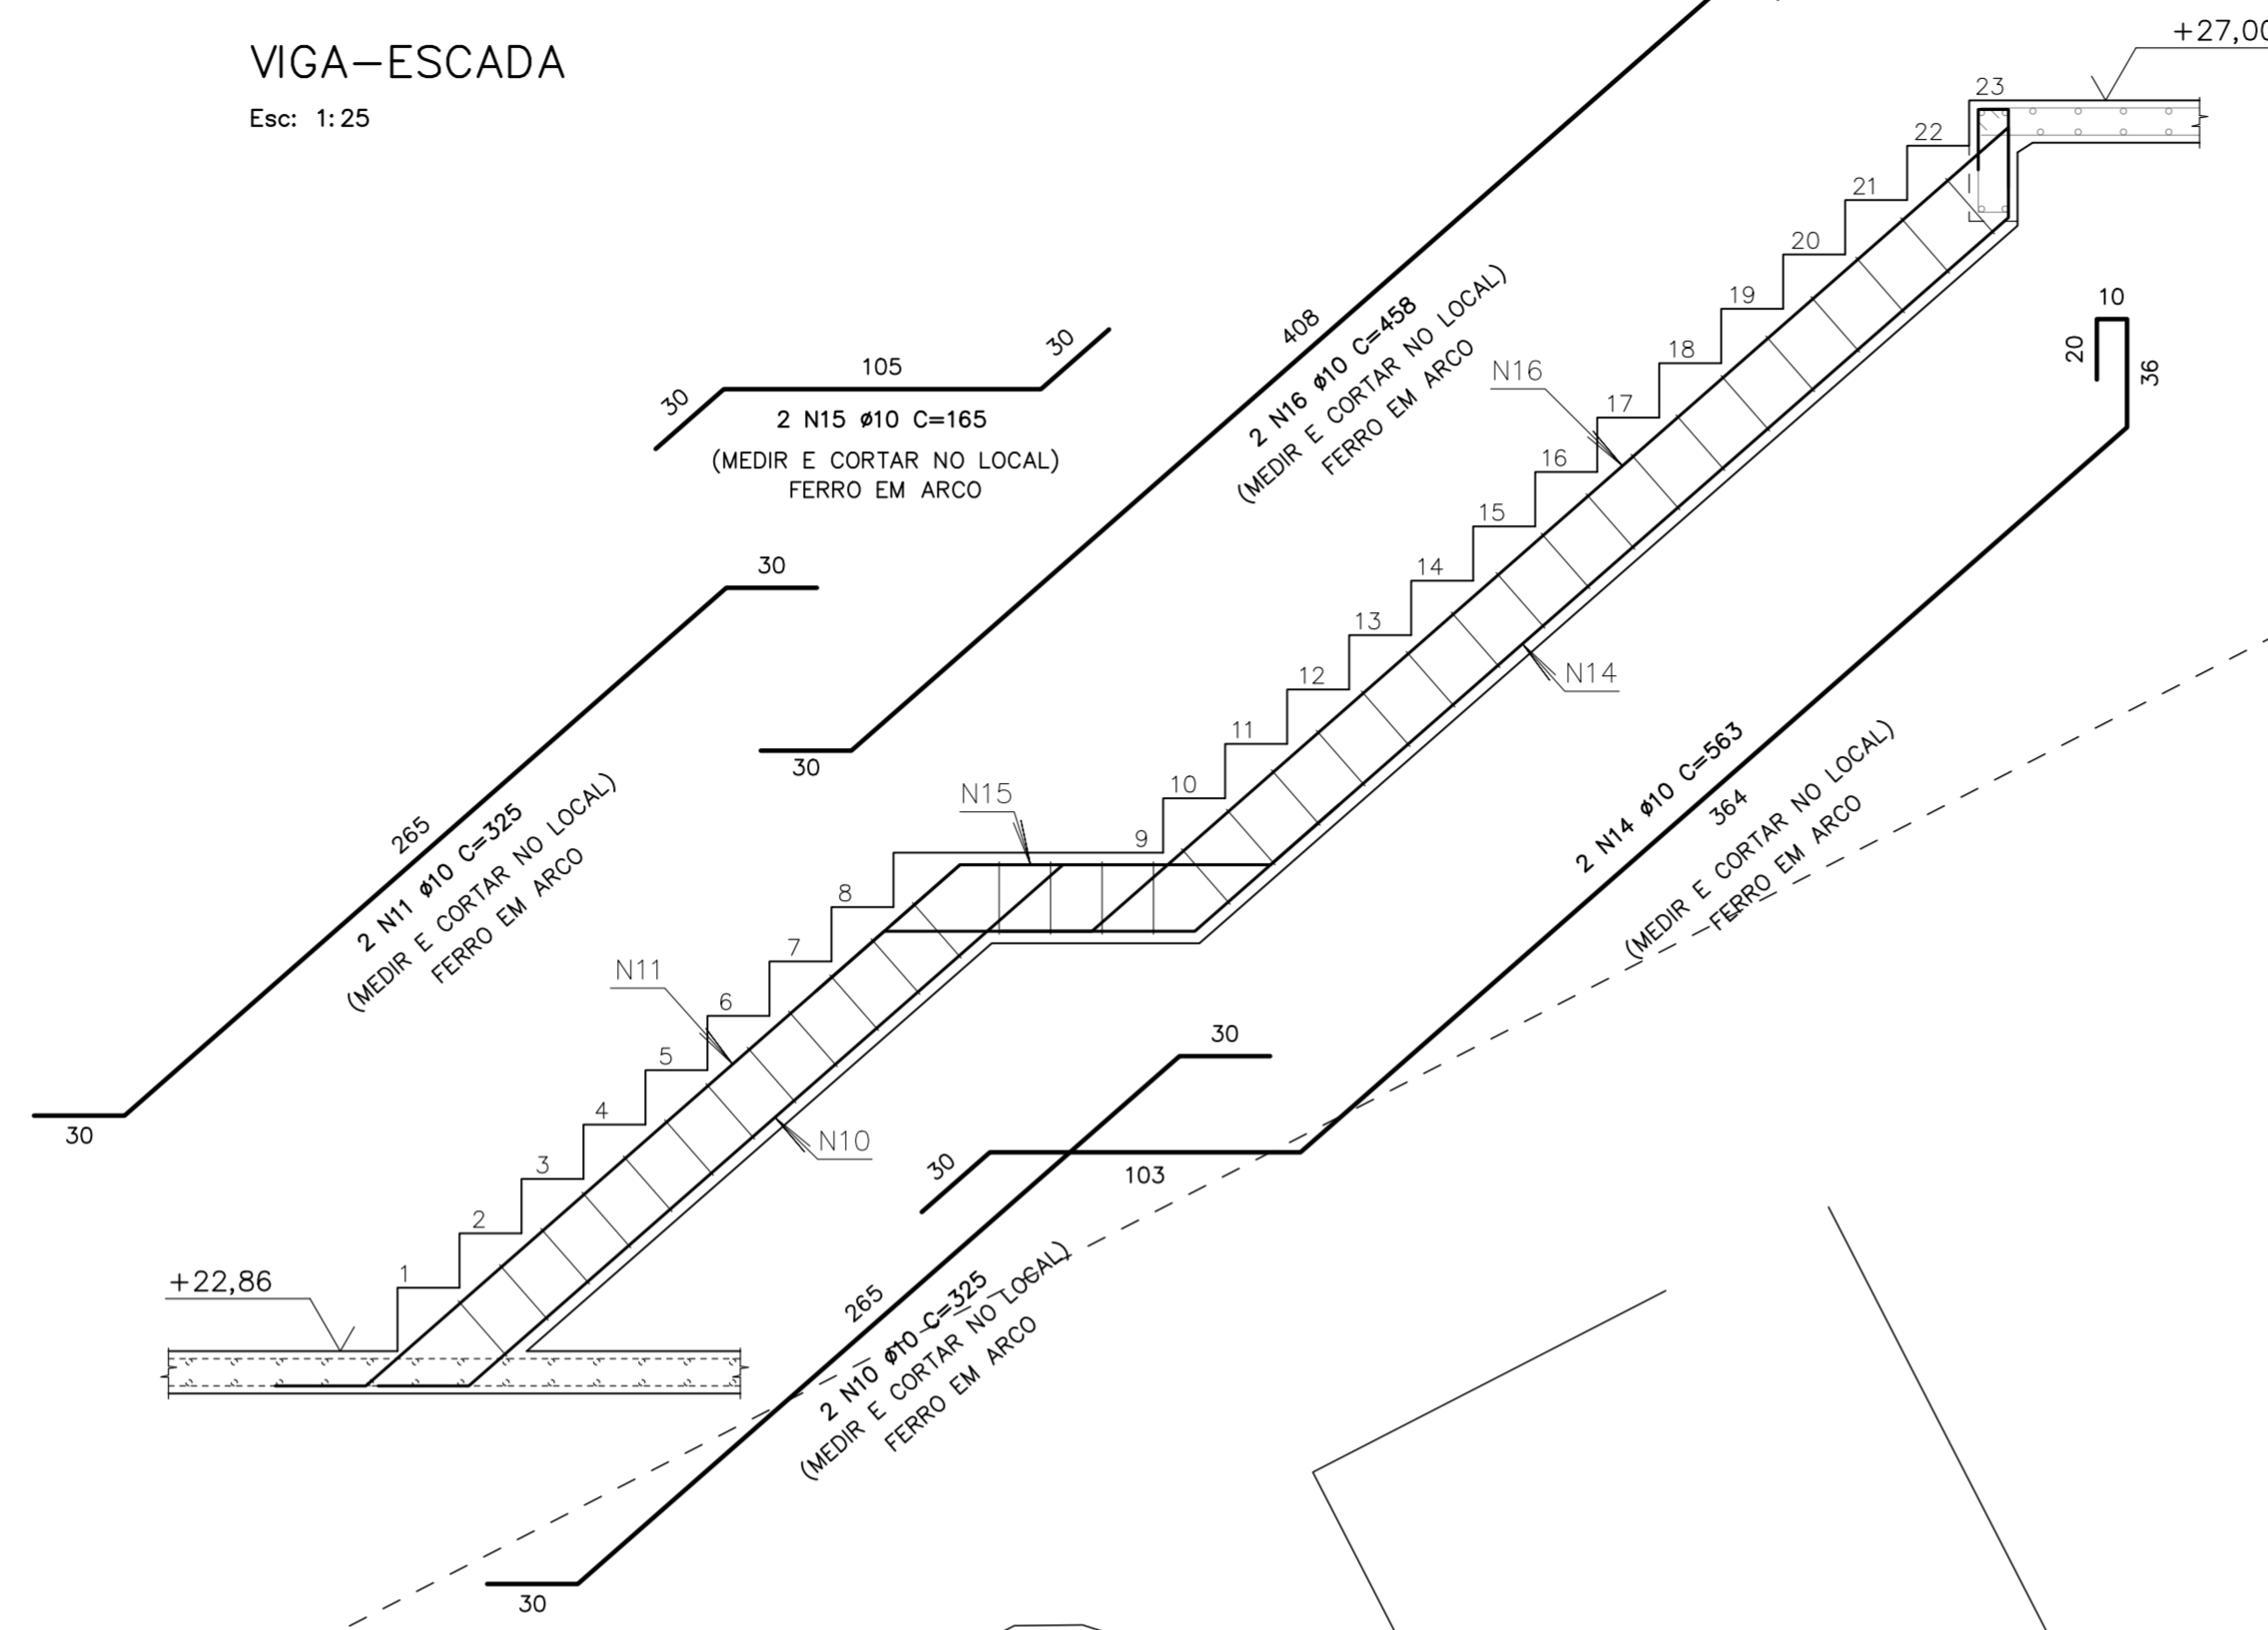 VIGA-ESCADA
Esc: 1:25
+27,00
23
22
21
20
19
18
17
16
15
14
13
12
11
10
9
8
7
6
5
4
3
2
1
+22,86
30
105
30
2 N15 ø10 C=165
(MEDIR E CORTAR NO LOCAL)
FERRO EM ARCO
408
2 N16 ø10 C=458
(MEDIR E CORTAR NO LOCAL)
FERRO EM ARCO
30
N16
10
20
36
N14
2 N14 ø10 C=563
364
(MEDIR E CORTAR NO LOCAL)
FERRO EM ARCO
103
30
30
265
2 N11 ø10 C=325
(MEDIR E CORTAR NO LOCAL)
FERRO EM ARCO
30
N15
N11
N10
30
265
2 N10 ø10 C=325
(MEDIR E CORTAR NO LOCAL)
FERRO EM ARCO
30